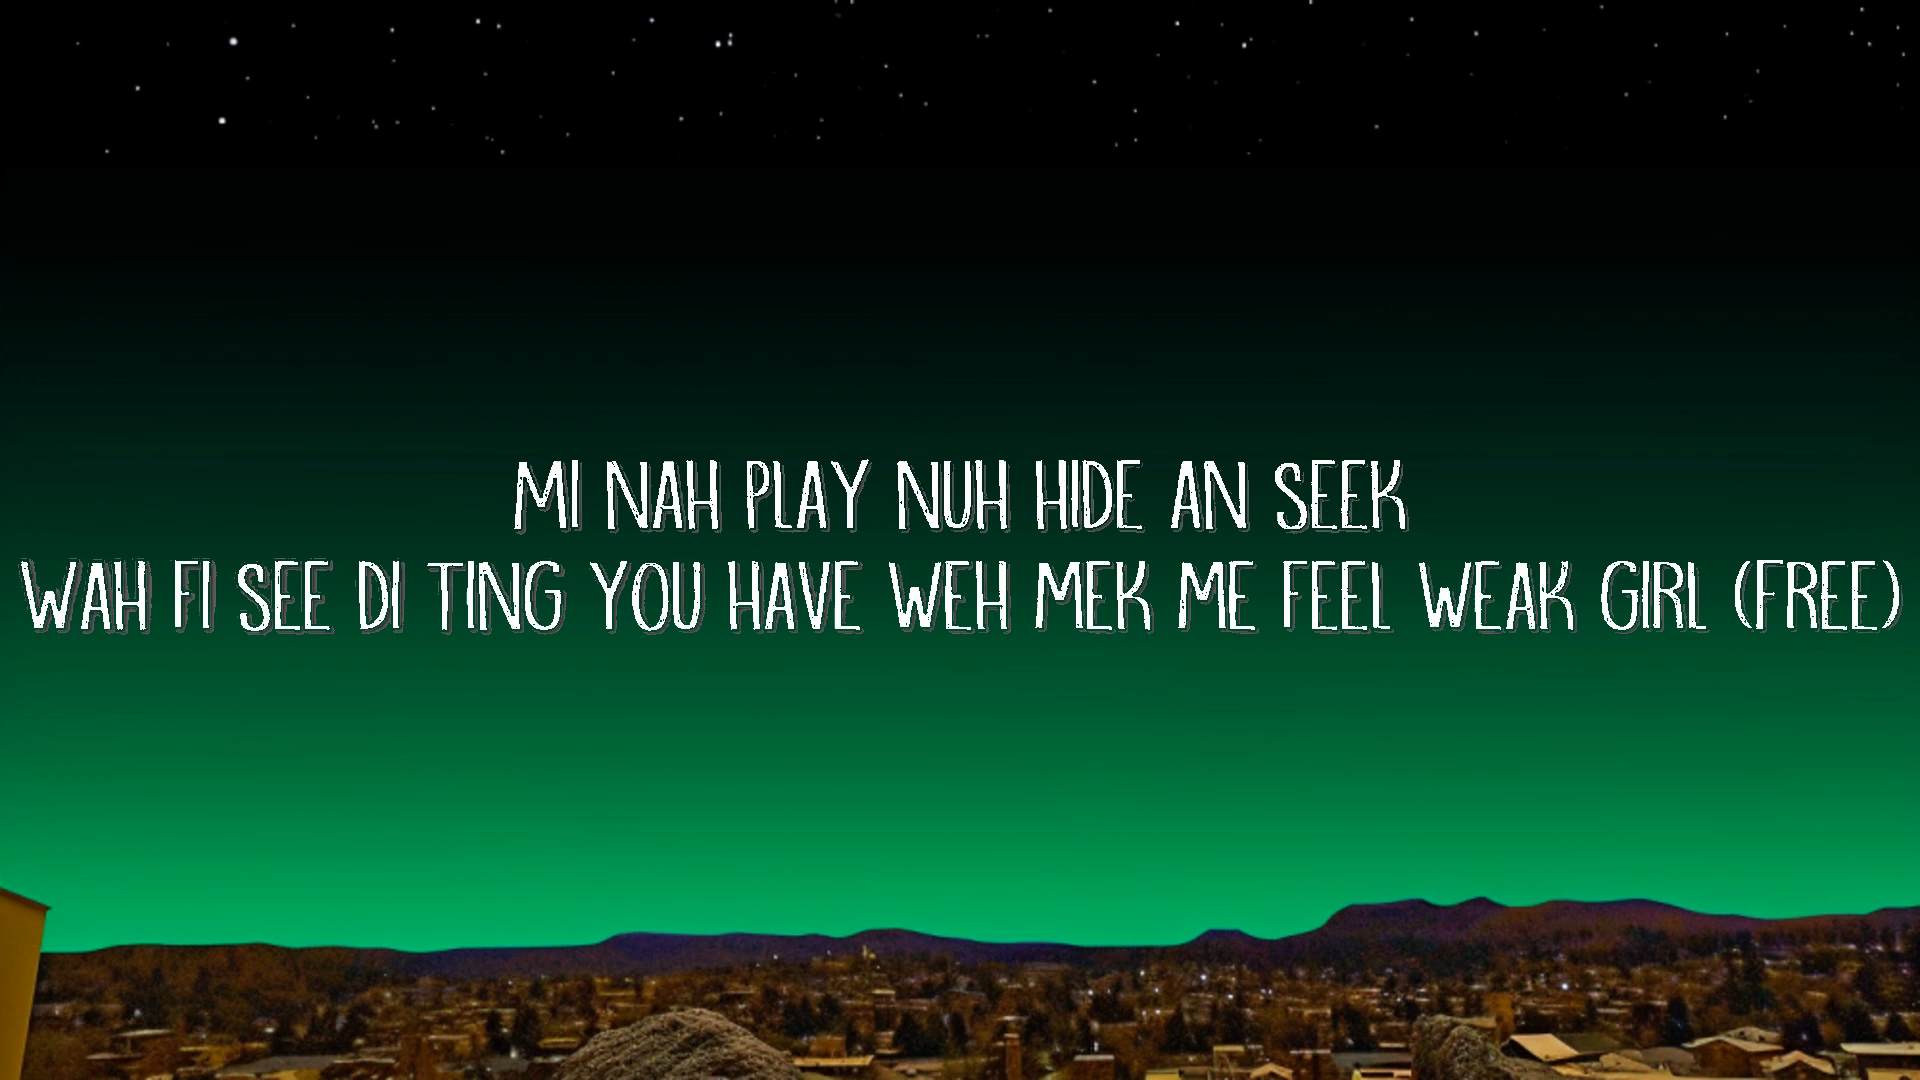 MI NAH PLAY NUH HIDE AN SEEK
WAH FI SEE DI TING YOU HAVE WEH MEK ME FEEL WEAK GIRL (FREE)